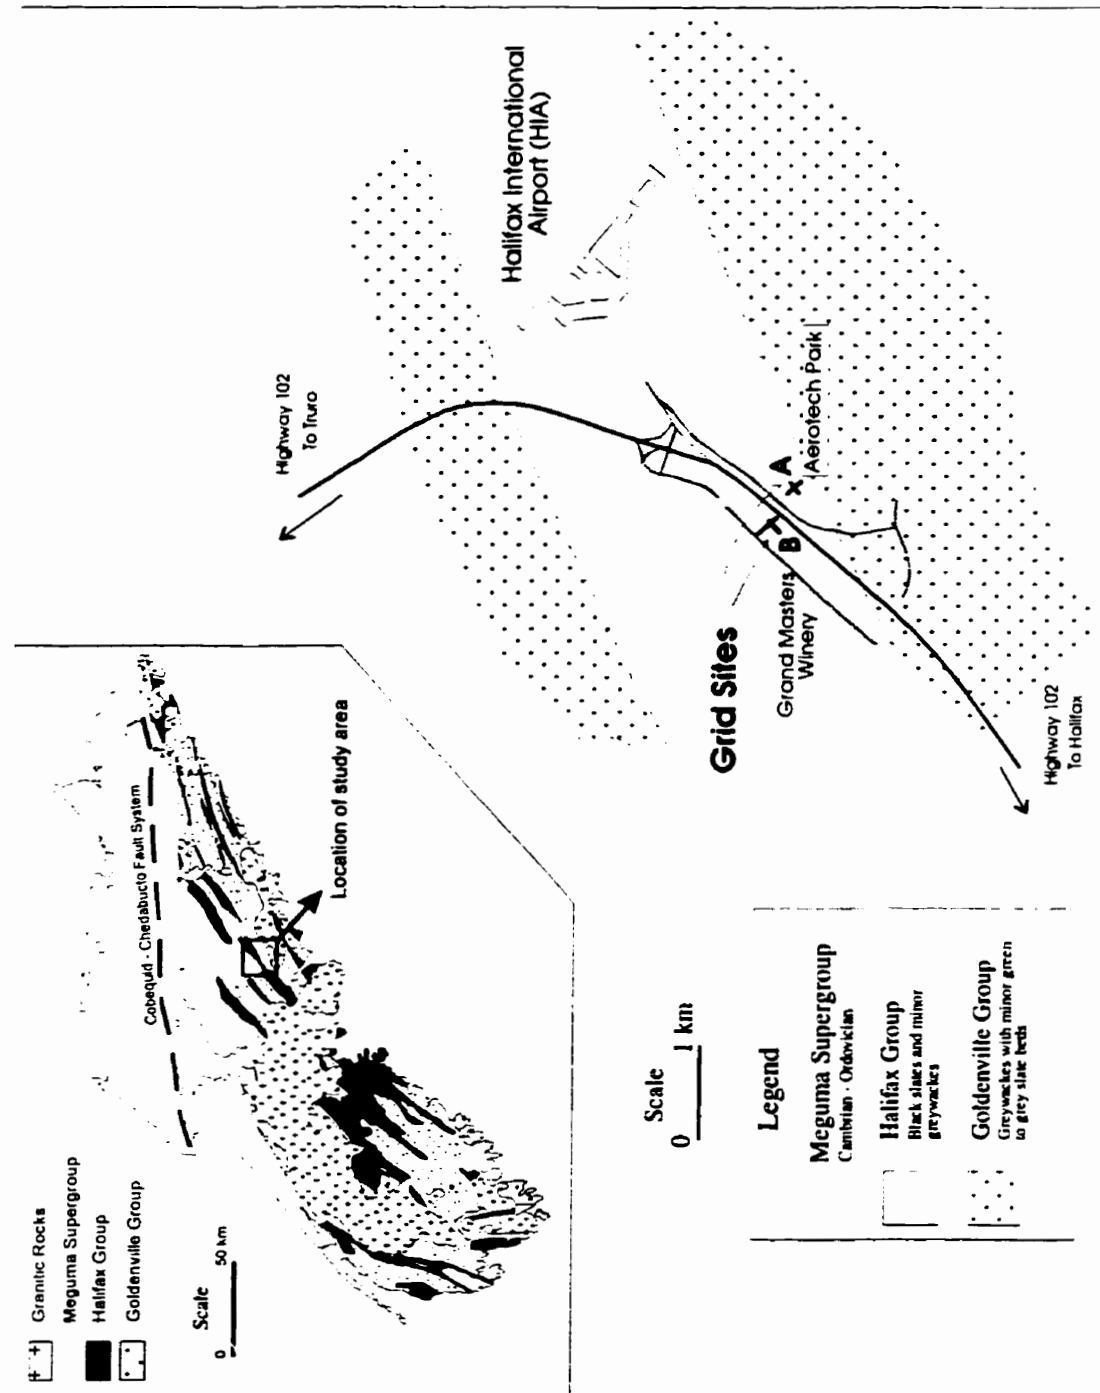 Granitic Rocks
Meguma Supergroup
Halifax Group
Goldenville Group
Scale
0 50 km
Cobequid - Chedabucto Fault System
Location of study area
Highway 102
To Truro
Halifax International
Airport (HIA)
Grid Sites
Grand Masters
Winery
B
A
Aerotech Park
Highway 102
To Halifax
Scale
0 1 km
Legend
Meguma Supergroup
Cambrian - Ordovician
Halifax Group
Black slates and minor
greywackes
Goldenville Group
Greywackes with minor green
to grey slate beds